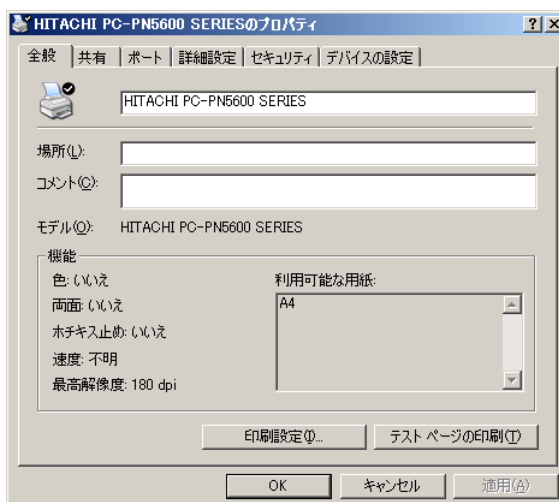 HITACHI PC-PN5600 SERIESのプロパティ
全般 共有 ポート 詳細設定 セキュリティ デバイスの設定
HITACHI PC-PN5600 SERIES
場所(L):
コメント(C):
モデル(O): HITACHI PC-PN5600 SERIES
機能
色: いいえ 利用可能な用紙:
両面: いいえ A4
ホチキス止め: いいえ
速度: 不明
最高解像度: 180 dpi
印刷設定(I)... テスト ページの印刷(T)
OK キャンセル 適用(A)